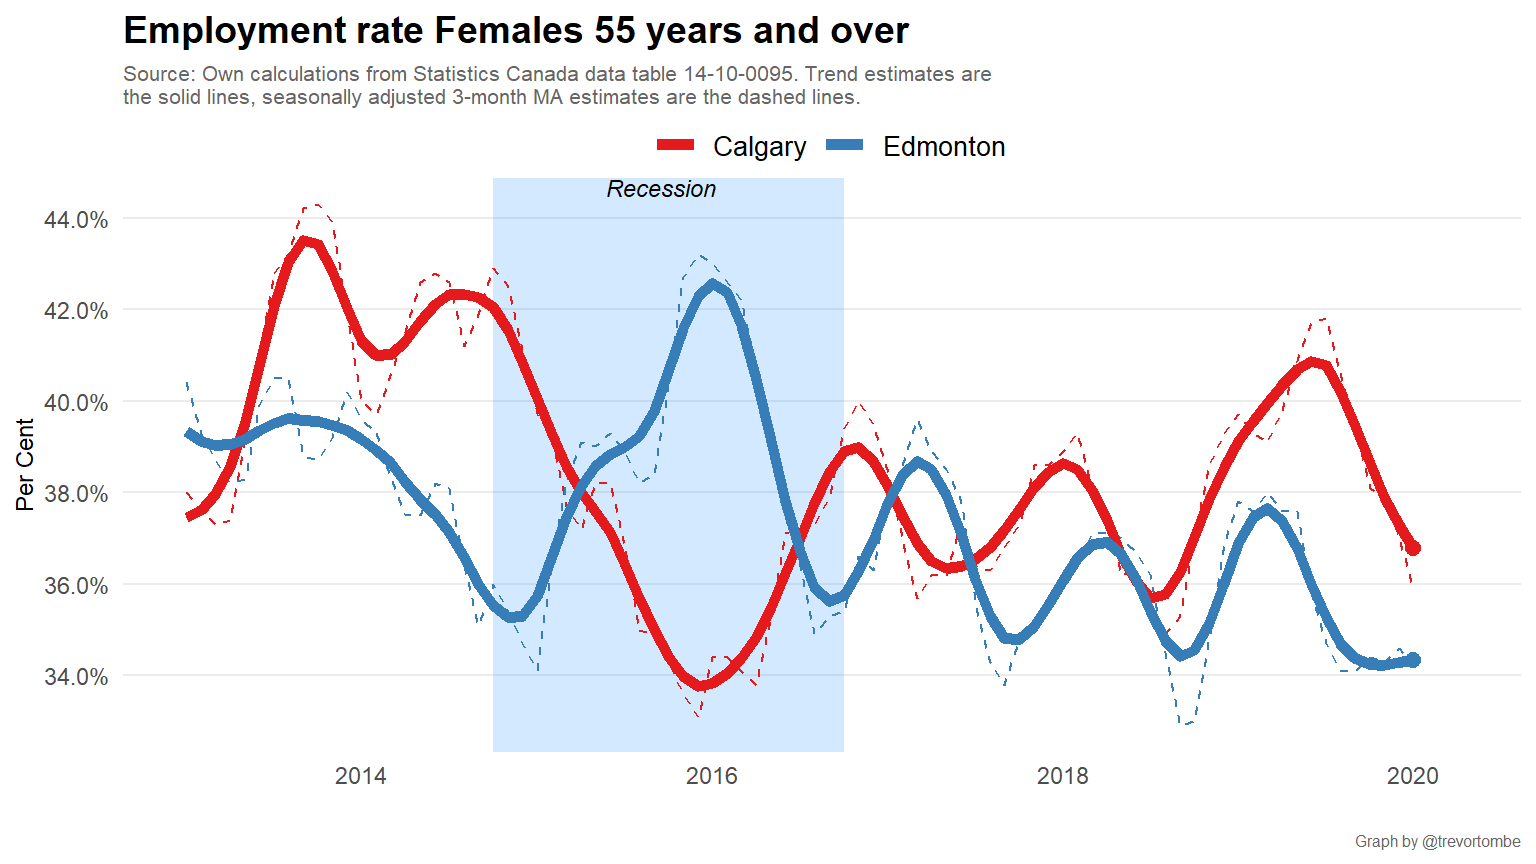 Employment rate Females 55 years and over
Source: Own calculations from Statistics Canada data table 14-10-0095. Trend estimates are
the solid lines, seasonally adjusted 3-month MA estimates are the dashed lines.
Calgary Edmonton
Recession
44.0%
42.0%
40.0%
38.0%
36.0%
34.0%
Per Cent
2014 2016 2018 2020
Graph by @trevortombe